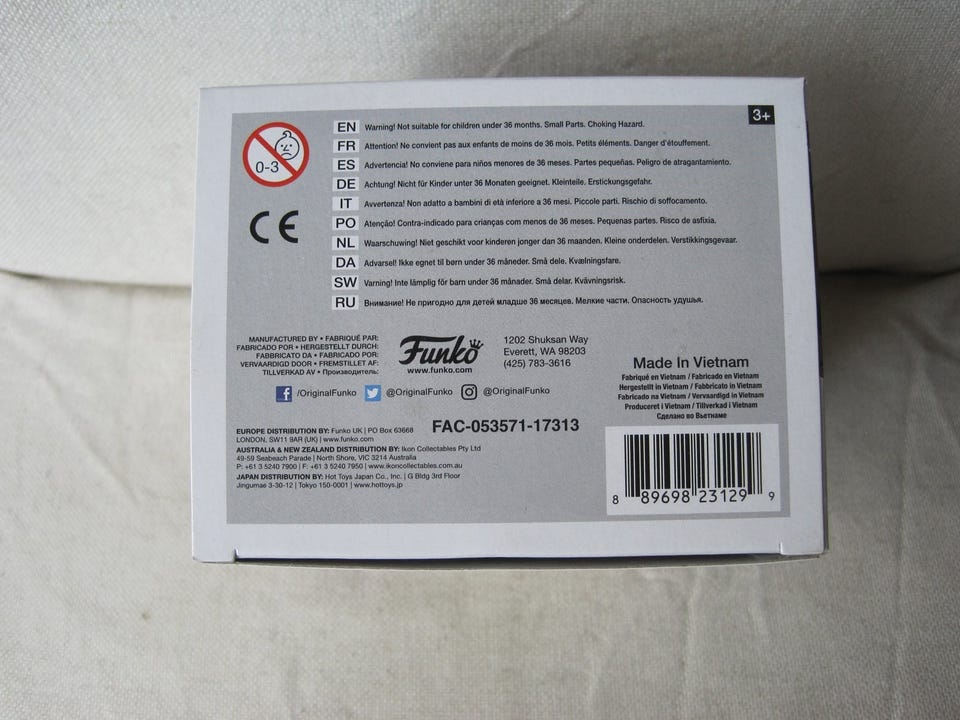 3+
0-3
EN Warning! Not suitable for children under 36 months. Small Parts. Choking Hazard.
FR Attention! Ne convient pas aux enfants de moins de 36 mois. Petits éléments. Danger d'étouffement.
ES Advertencia! No conviene para niños menores de 36 meses. Partes pequeñas. Peligro de atragantamiento.
DE Achtung! Nicht für Kinder unter 36 Monaten geeignet. Kleinteile. Erstickungsgefahr.
IT Avvertenza! Non adatto a bambini di età inferiore a 36 mesi. Piccole parti. Rischio di soffocamento.
PO Atenção! Contra-indicado para crianças com menos de 36 meses. Pequenas partes. Risco de asfixia.
NL Waarschuwing! Niet geschikt voor kinderen jonger dan 36 maanden. Kleine onderdelen. Verstikkingsgevaar.
DA Advarsel! Ikke egnet til børn under 36 måneder. Små dele. Kvælningsfare.
SW Varning! Inte lämplig för barn under 36 månader. Små delar. Kvävningsrisk.
RU Внимание! Не пригодно для детей младше 36 месяцев. Мелкие части. Опасность удушья.
CE
MANUFACTURED BY • FABRIQUÉ PAR:
FABRICADO POR • HERGESTELLT DURCH:
FABBRICATO DA • FABRICADO POR:
VERVAARDIGD DOOR • FREMSTILLET AF:
TILLVERKAD AV • Производитель:
Funko
www.funko.com
1202 Shuksan Way
Everett, WA 98203
(425) 783-3616
/OriginalFunko @OriginalFunko @OriginalFunko
Made In Vietnam
Fabriqué en Vietnam / Fabricado en Vietnam
Hergestellt in Vietnam / Fabbricato in Vietnam
Fabricado na Vietnam / Vervaardigd in Vietnam
Produceret i Vietnam / Tillverkad i Vietnam
Сделано во Вьетнаме
FAC-053571-17313
EUROPE DISTRIBUTION BY: Funko UK | PO Box 63668
LONDON, SW11 9AR (UK) | www.funko.com
AUSTRALIA & NEW ZEALAND DISTRIBUTION BY: Ikon Collectables Pty Ltd
49-59 Seabeach Parade | North Shore, VIC 3214 Australia
P: +61 3 5240 7900 | F: +61 3 5240 7950 | www.ikoncollectables.com.au
JAPAN DISTRIBUTION BY: Hot Toys Japan Co., Inc. | G Bldg 3rd Floor
Jingumae 3-30-12 | Tokyo 150-0001 | www.hottoys.jp
8 89698 23129 9